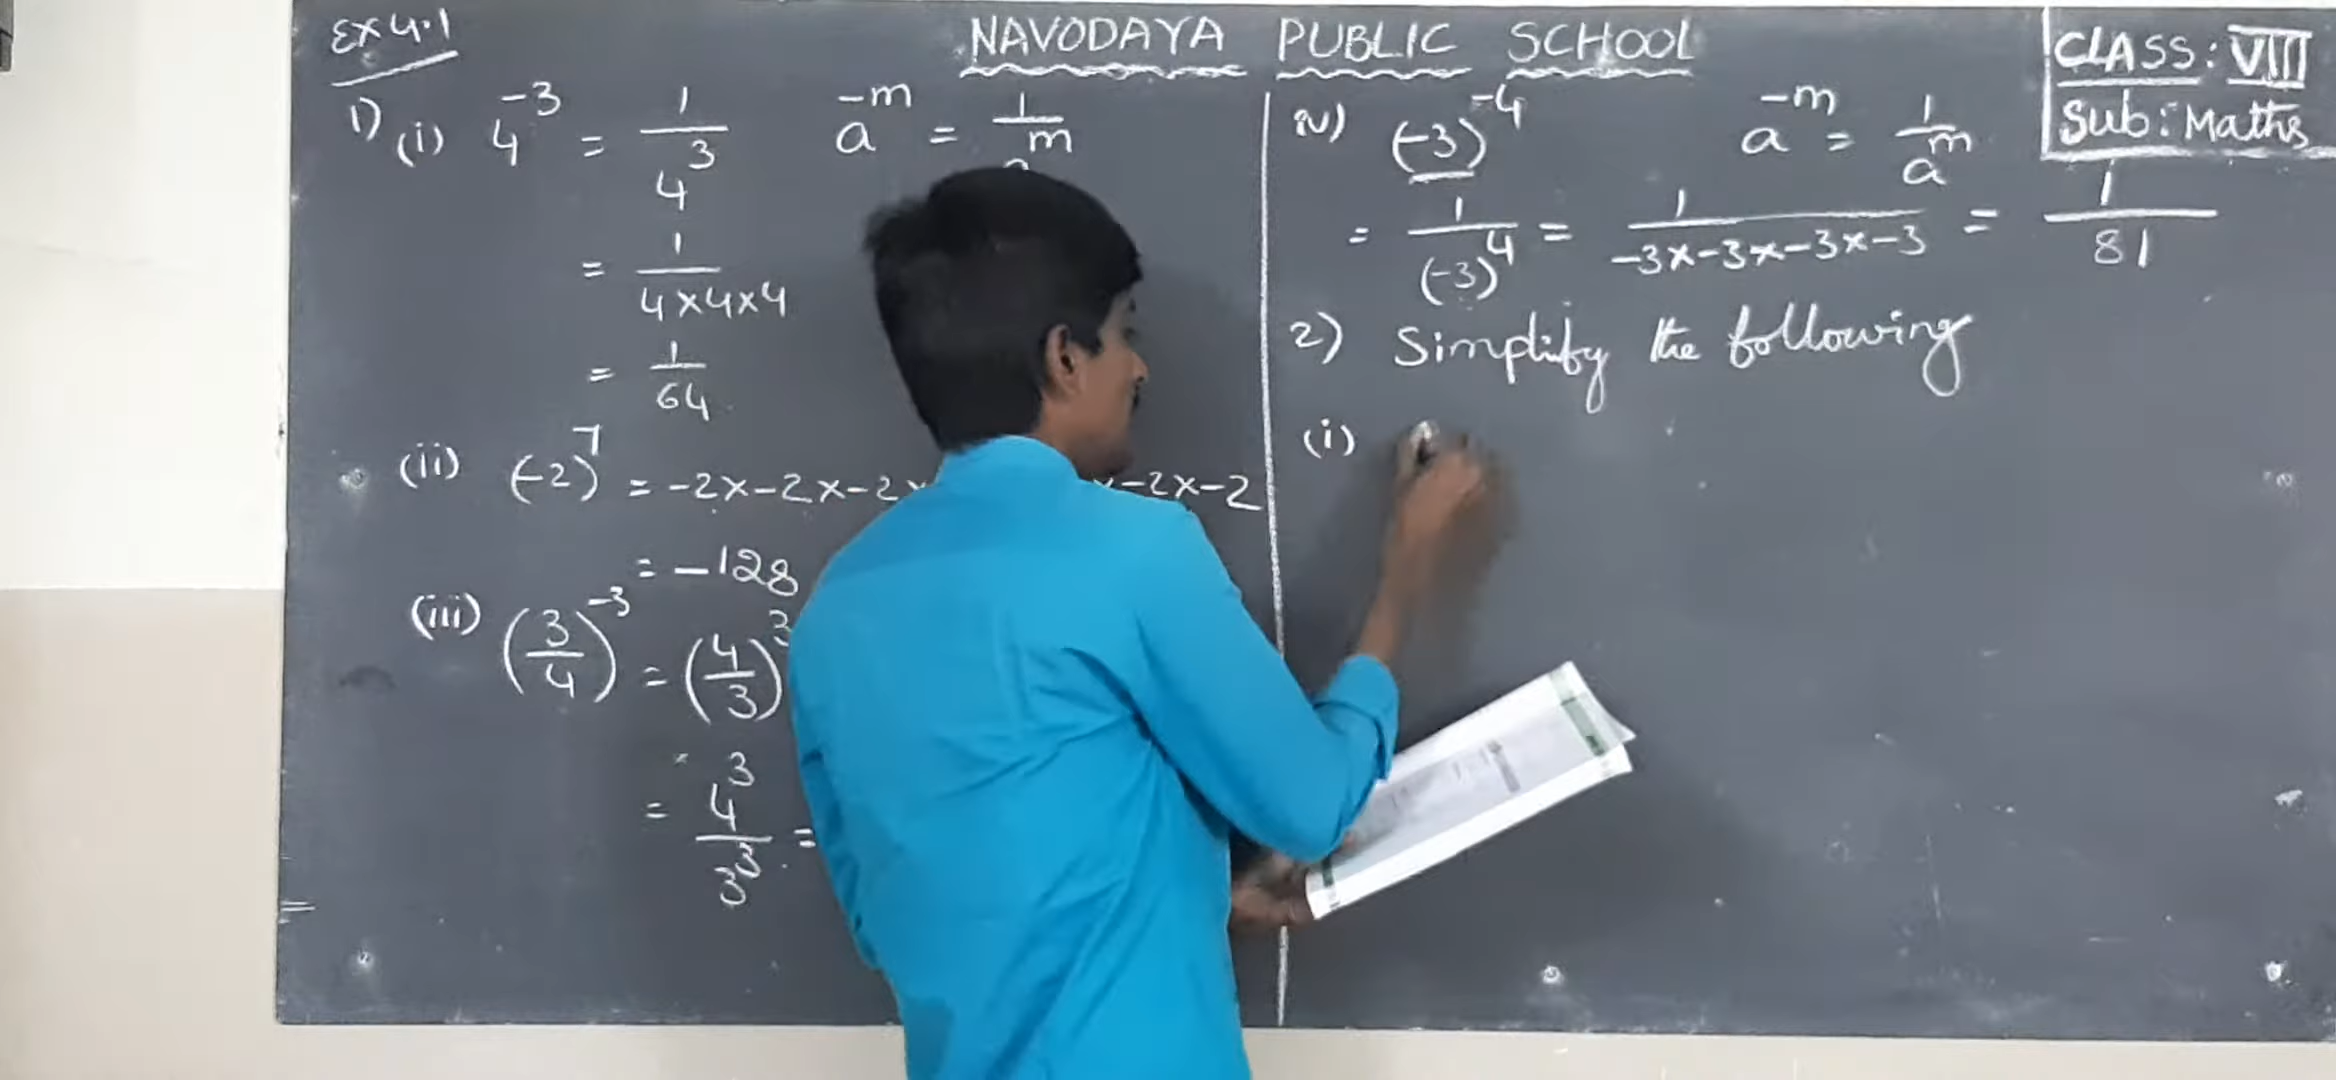 Ex 4.1
NAVODAYA PUBLIC SCHOOL
CLASS: VIII
Sub: Maths
1) (i) 4^-3 = 1/4^3 a^-m = 1/a^m
= 1/(4×4×4)
= 1/64
(ii) (-2)^7 = -2×-2×-2× ×-2×-2
= -128
(iii) (3/4)^-3 = (4/3)^3
= 4^3/3^3 =
iv) (-3)^-4 a^-m = 1/a^m
= 1/(-3)^4 = 1/(-3×-3×-3×-3) = 1/81
2) Simplify the following
(i)